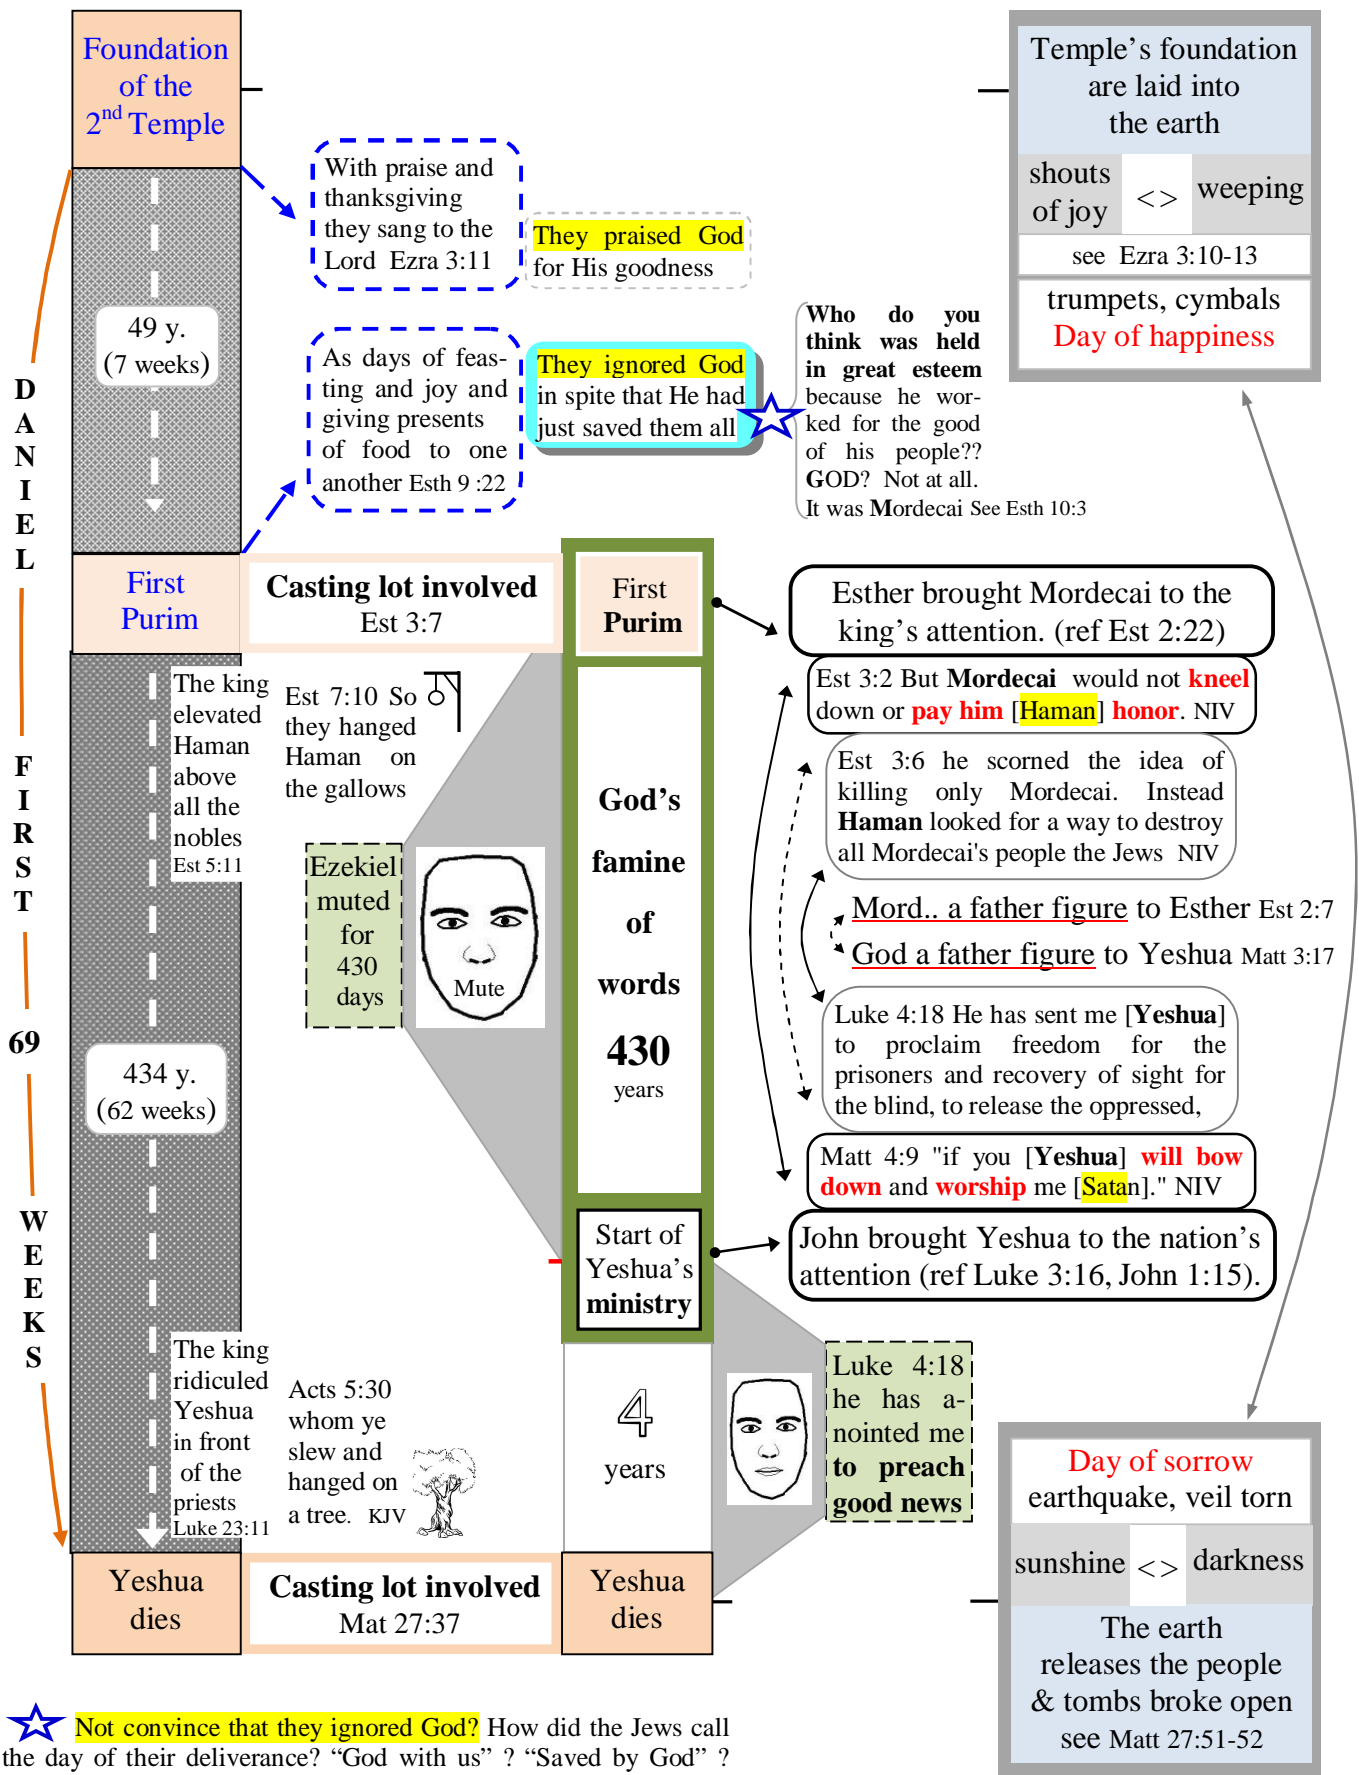 Foundation
of the
2nd Temple
Temple’s foundation
are laid into
the earth
shouts
of joy
<>
weeping
see Ezra 3:10-13
trumpets, cymbals
Day of happiness
With praise and
thanksgiving
they sang to the
Lord Ezra 3:11
They praised God
for His goodness
49 y.
(7 weeks)
As days of feas-
ting and joy and
giving presents
of food to one
another Esth 9 :22
They ignored God
in spite that He had
just saved them all
Who do you
think was held
in great esteem
because he wor-
ked for the good
of his people??
GOD? Not at all.
It was Mordecai See Esth 10:3
DANIEL
FIRST
69
WEEKS
First
Purim
Casting lot involved
Est 3:7
First
Purim
Esther brought Mordecai to the
king’s attention. (ref Est 2:22)
The king
elevated
Haman
above
all the
nobles
Est 5:11
Est 7:10 So
they hanged
Haman on
the gallows
Est 3:2 But Mordecai would not kneel
down or pay him [Haman] honor. NIV
Est 3:6 he scorned the idea of
killing only Mordecai. Instead
Haman looked for a way to destroy
all Mordecai's people the Jews NIV
God’s
famine
of
words
430
years
Ezekiel
muted
for
430
days
Mute
Mord.. a father figure to Esther Est 2:7
God a father figure to Yeshua Matt 3:17
Luke 4:18 He has sent me [Yeshua]
to proclaim freedom for the
prisoners and recovery of sight for
the blind, to release the oppressed,
434 y.
(62 weeks)
Matt 4:9 "if you [Yeshua] will bow
down and worship me [Satan]." NIV
Start of
Yeshua’s
ministry
John brought Yeshua to the nation’s
attention (ref Luke 3:16, John 1:15).
The king
ridiculed
Yeshua
in front
of the
priests
Luke 23:11
Acts 5:30
whom ye
slew and
hanged on
a tree. KJV
4
years
Luke 4:18
he has a-
nointed me
to preach
good news
Day of sorrow
earthquake, veil torn
sunshine
<>
darkness
The earth
releases the people
& tombs broke open
see Matt 27:51-52
Yeshua
dies
Casting lot involved
Mat 27:37
Yeshua
dies
Not convince that they ignored God? How did the Jews call
the day of their deliverance? “God with us” ? “Saved by God” ?